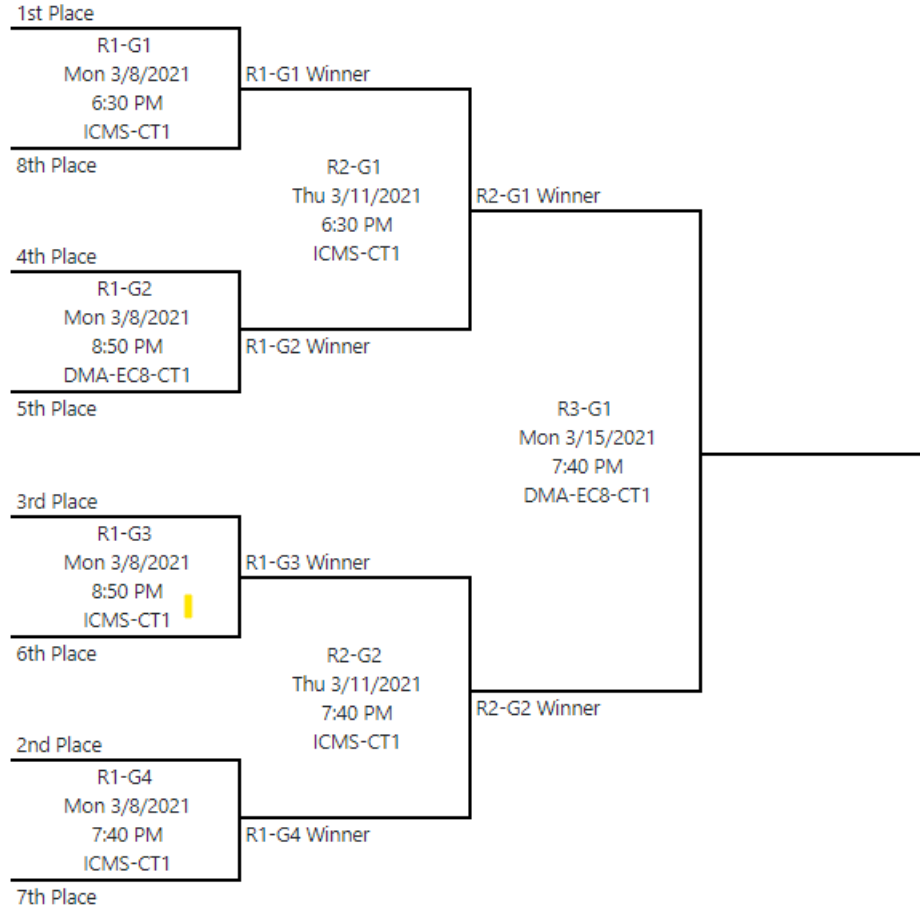 1st Place
R1-G1
Mon 3/8/2021
6:30 PM
ICMS-CT1
8th Place
R1-G1 Winner
R2-G1
Thu 3/11/2021
6:30 PM
ICMS-CT1
R2-G1 Winner
4th Place
R1-G2
Mon 3/8/2021
8:50 PM
DMA-EC8-CT1
5th Place
R1-G2 Winner
R3-G1
Mon 3/15/2021
7:40 PM
DMA-EC8-CT1
3rd Place
R1-G3
Mon 3/8/2021
8:50 PM
ICMS-CT1
6th Place
R1-G3 Winner
R2-G2
Thu 3/11/2021
7:40 PM
ICMS-CT1
R2-G2 Winner
2nd Place
R1-G4
Mon 3/8/2021
7:40 PM
ICMS-CT1
7th Place
R1-G4 Winner